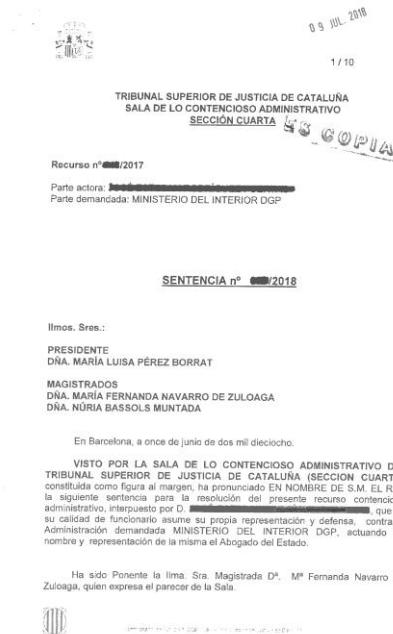 09 JUL. 2018
1 / 10
TRIBUNAL SUPERIOR DE JUSTICIA DE CATALUÑA
SALA DE LO CONTENCIOSO ADMINISTRATIVO
SECCIÓN CUARTA
ES COPIA
Recurso nº /2017
Parte actora:
Parte demandada: MINISTERIO DEL INTERIOR DGP
SENTENCIA nº /2018
Ilmos. Sres.:
PRESIDENTE
DÑA. MARÍA LUISA PÉREZ BORRAT
MAGISTRADOS
DÑA. MARÍA FERNANDA NAVARRO DE ZULOAGA
DÑA. NÚRIA BASSOLS MUNTADA
En Barcelona, a once de junio de dos mil dieciocho.
VISTO POR LA SALA DE LO CONTENCIOSO ADMINISTRATIVO D
TRIBUNAL SUPERIOR DE JUSTICIA DE CATALUÑA (SECCION CUART
constituida como figura al margen, ha pronunciado EN NOMBRE DE S.M. EL R
la siguiente sentencia para la resolución del presente recurso contenci
administrativo, interpuesto por D. , que
su calidad de funcionario asume su propia representación y defensa, contra
Administración demandada MINISTERIO DEL INTERIOR DGP, actuando
nombre y representación de la misma el Abogado del Estado.
Ha sido Ponente la Ilma. Sra. Magistrada Dª. Mª Fernanda Navarro
Zuloaga, quien expresa el parecer de la Sala.